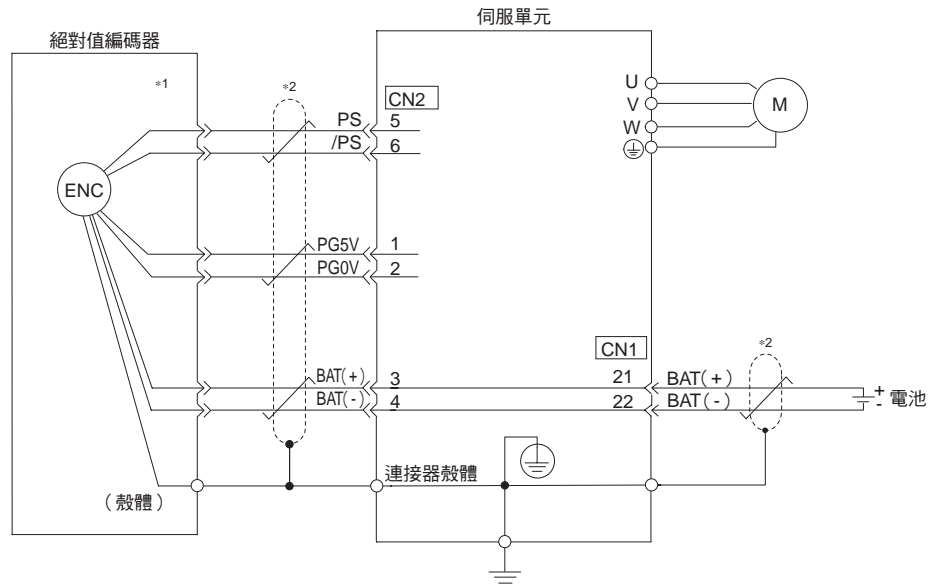 伺服單元
絕對值編碼器
*1
*2
CN2
U
V
W
M
PS 5
/PS 6
ENC
PG5V 1
PG0V 2
CN1
*2
BAT(+) 3
21 BAT(+)
BAT(-) 4
22 BAT(-)
+
- 電池
連接器殼體
(殼體)